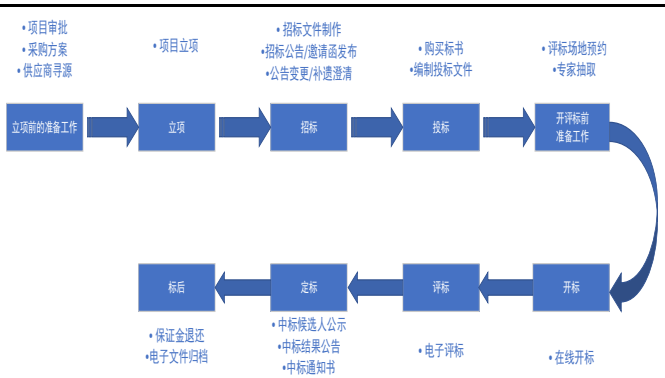 • 项目审批
• 采购方案
• 供应商寻源
• 项目立项
• 招标文件制作
•招标公告/邀请函发布
•公告变更/补遗澄清
• 购买标书
•编制投标文件
• 评标场地预约
•专家抽取
立项前的准备工作
立项
招标
投标
开评标前
准备工作
标后
定标
评标
开标
• 保证金退还
•电子文件归档
• 中标候选人公示
•中标结果公告
•中标通知书
• 电子评标
• 在线开标